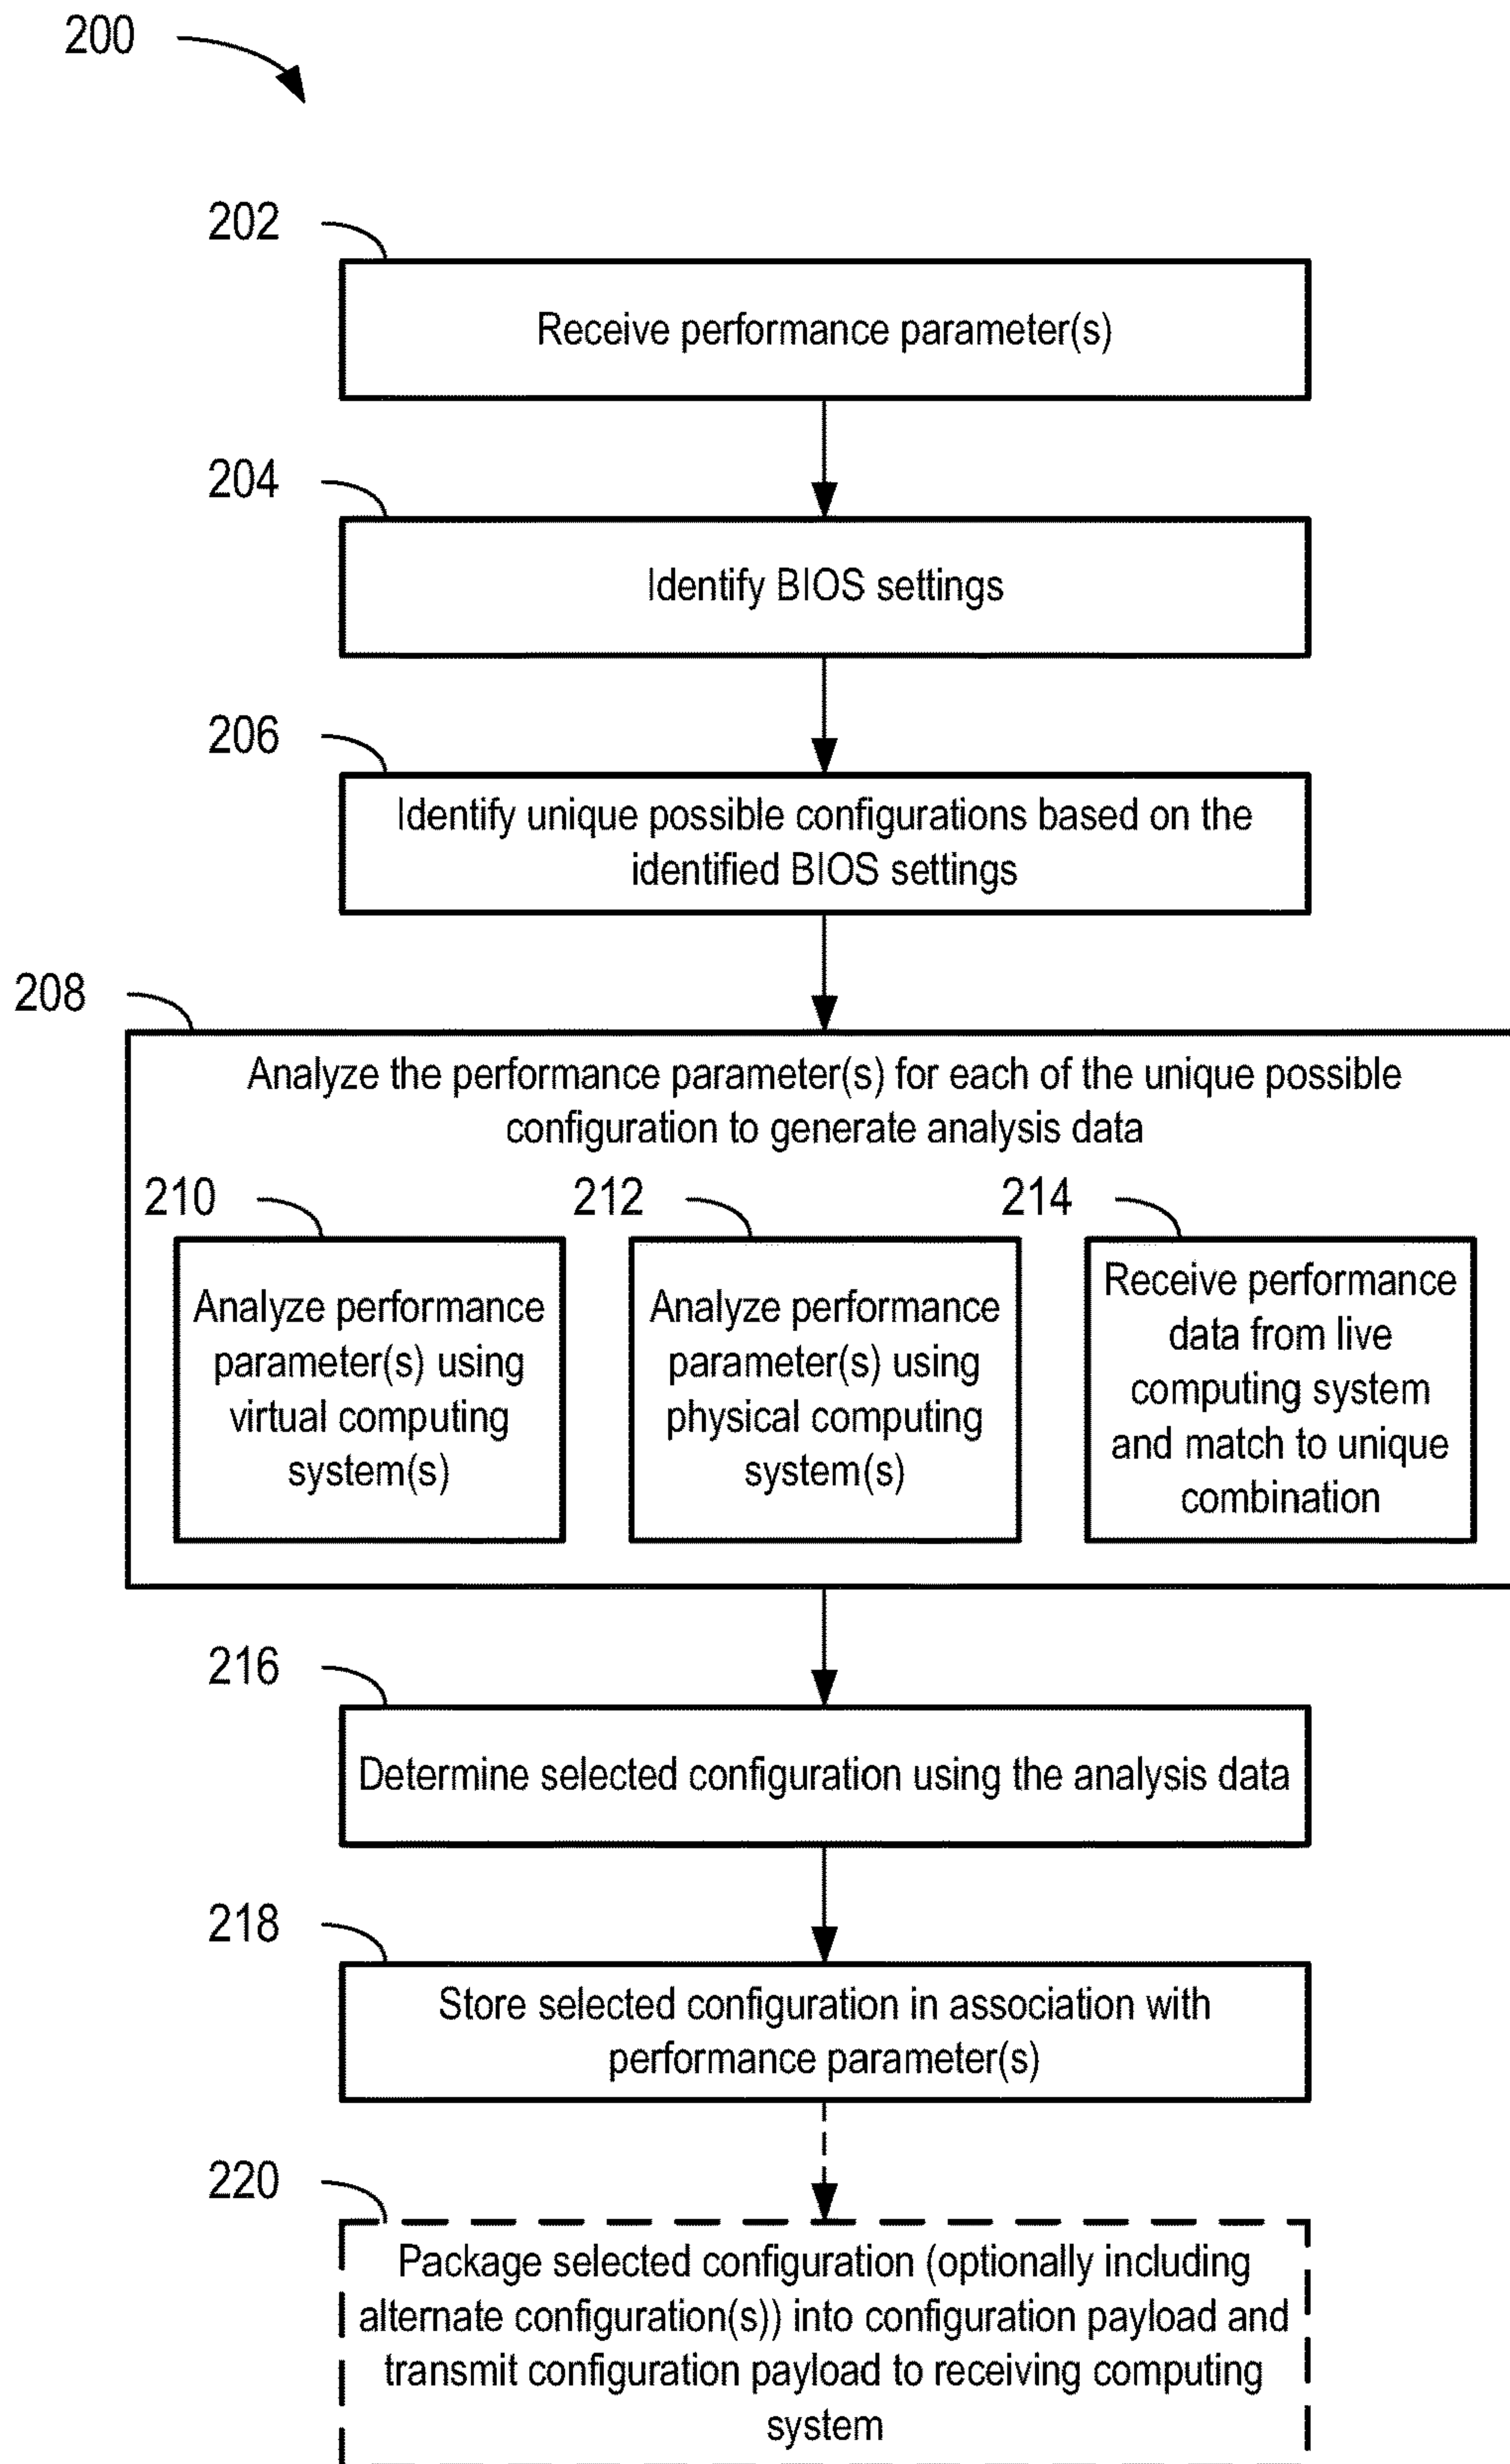 200
202
Receive performance parameter(s)
204
Identify BIOS settings
206
Identify unique possible configurations based on the
identified BIOS settings
208
Analyze the performance parameter(s) for each of the unique possible
configuration to generate analysis data
210
Analyze performance
parameter(s) using
virtual computing
system(s)
212
Analyze performance
parameter(s) using
physical computing
system(s)
214
Receive performance
data from live
computing system
and match to unique
combination
216
Determine selected configuration using the analysis data
218
Store selected configuration in association with
performance parameter(s)
220
Package selected configuration (optionally including
alternate configuration(s)) into configuration payload and
transmit configuration payload to receiving computing
system